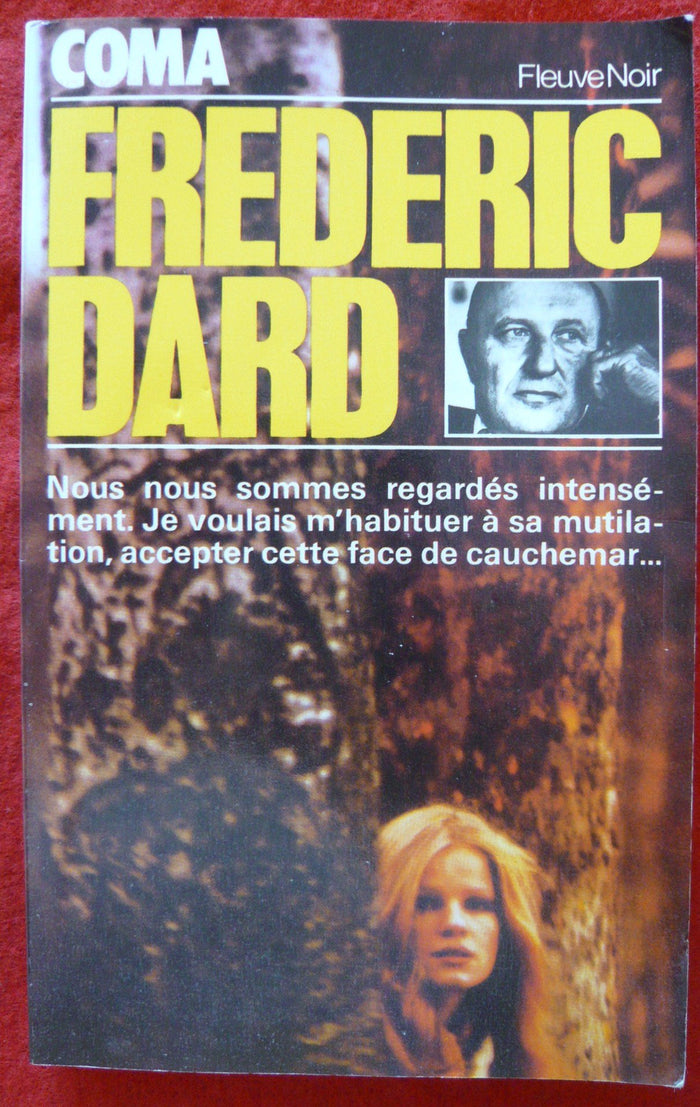 COMA
Fleuve Noir
FREDERIC
DARD
Nous nous sommes regardés intensé-
ment. Je voulais m'habituer à sa mutila-
tion, accepter cette face de cauchemar...